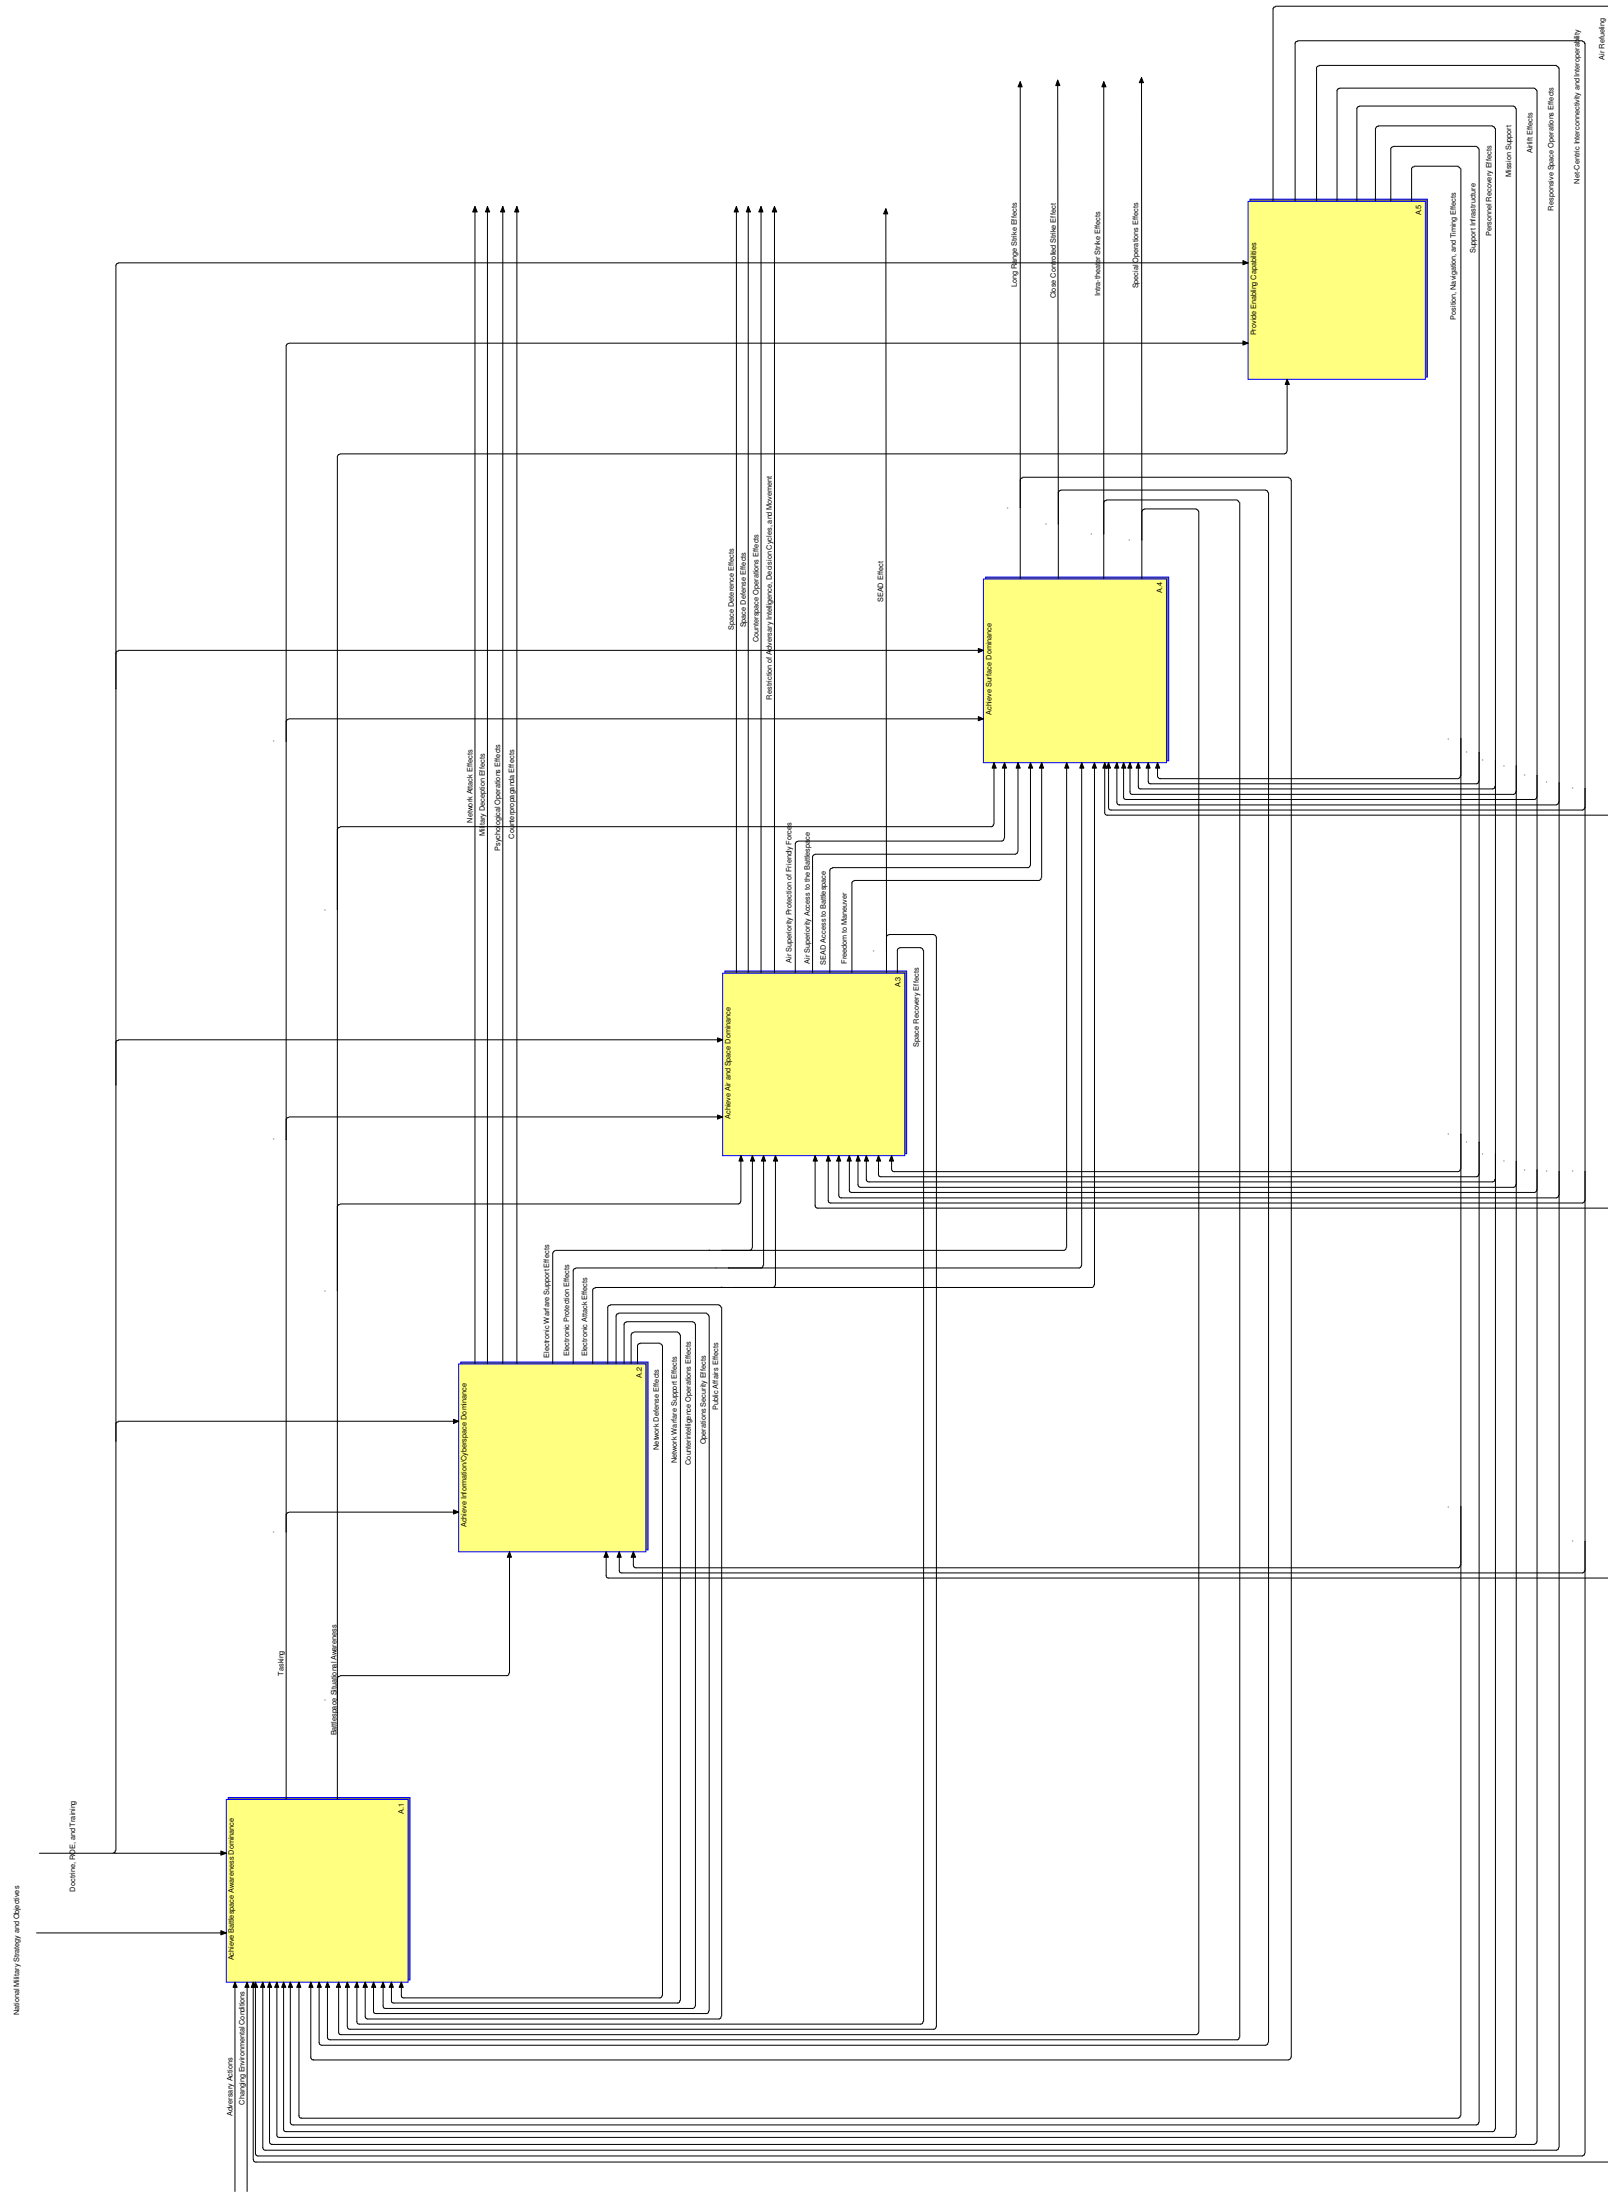 National Military Strategy and Objectives
Doctrine, ROE, and Training
Adversary Actions
Changing Environmental Conditions
Achieve Battlespace Awareness Dominance
A.1
Tasking
Battlespace Situational Awareness
Achieve Information/Cyberspace Dominance
A.2
Network Attack Effects
Military Deception Effects
Psychological Operations Effects
Counterpropaganda Effects
Electronic Warfare Support Effects
Electronic Protection Effects
Electronic Attack Effects
Network Defense Effects
Network Warfare Support Effects
Counterintelligence Operations Effects
Operations Security Effects
Public Affairs Effects
Achieve Air and Space Dominance
A.3
Space Deterence Effects
Space Defense Effects
Counterspace Operations Effects
Restriction of Adversary Intelligence, Decision Cycles, and Movement
Air Superiority Protection of Friendly Forces
Air Superiority Access to the Battlespace
SEAD Access to Battlespace
Freedom to Maneuver
SEAD Effect
Space Recovery Effects
Achieve Surface Dominance
A.4
Long Range Strike Effects
Close Controlled Strike Effect
Intra-theater Strike Effects
Special Operations Effects
Provide Enabling Capabilities
A.5
Position, Navigation, and Timing Effects
Support Infrastructure
Personnel Recovery Effects
Mission Support
Airlift Effects
Responsive Space Operations Effects
Net-Centric Interconnectivity and Interoperability
Air Refueling